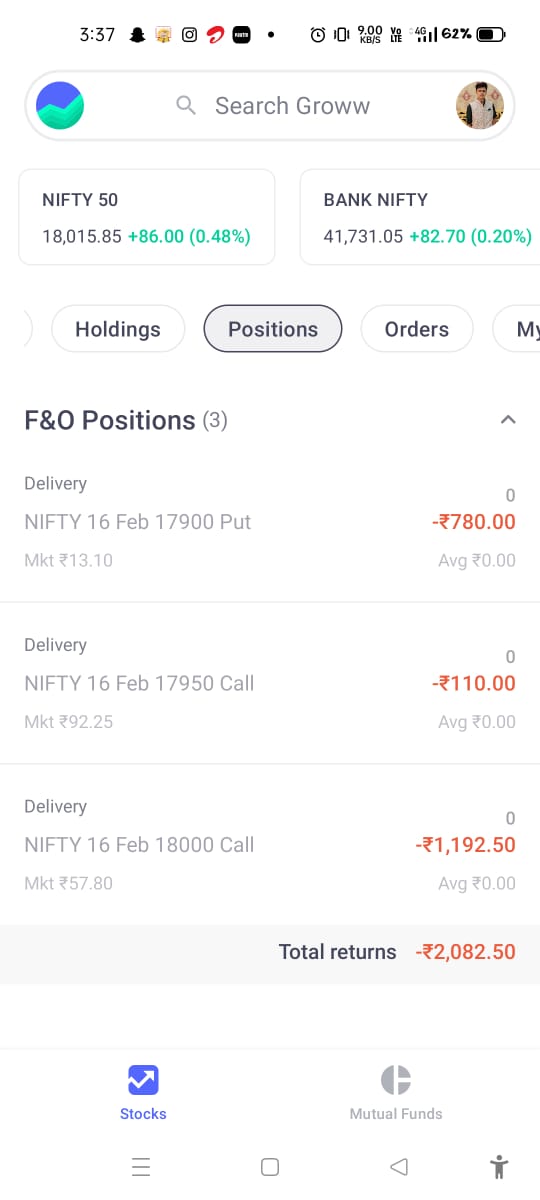 3:37
9.00 KB/S
Vo LTE
4G
62%
Search Groww
NIFTY 50
18,015.85 +86.00 (0.48%)
BANK NIFTY
41,731.05 +82.70 (0.20%)
Holdings
Positions
Orders
My
F&O Positions (3)
Delivery
0
NIFTY 16 Feb 17900 Put
-₹780.00
Mkt ₹13.10
Avg ₹0.00
Delivery
0
NIFTY 16 Feb 17950 Call
-₹110.00
Mkt ₹92.25
Avg ₹0.00
Delivery
0
NIFTY 16 Feb 18000 Call
-₹1,192.50
Mkt ₹57.80
Avg ₹0.00
Total returns -₹2,082.50
Stocks
Mutual Funds